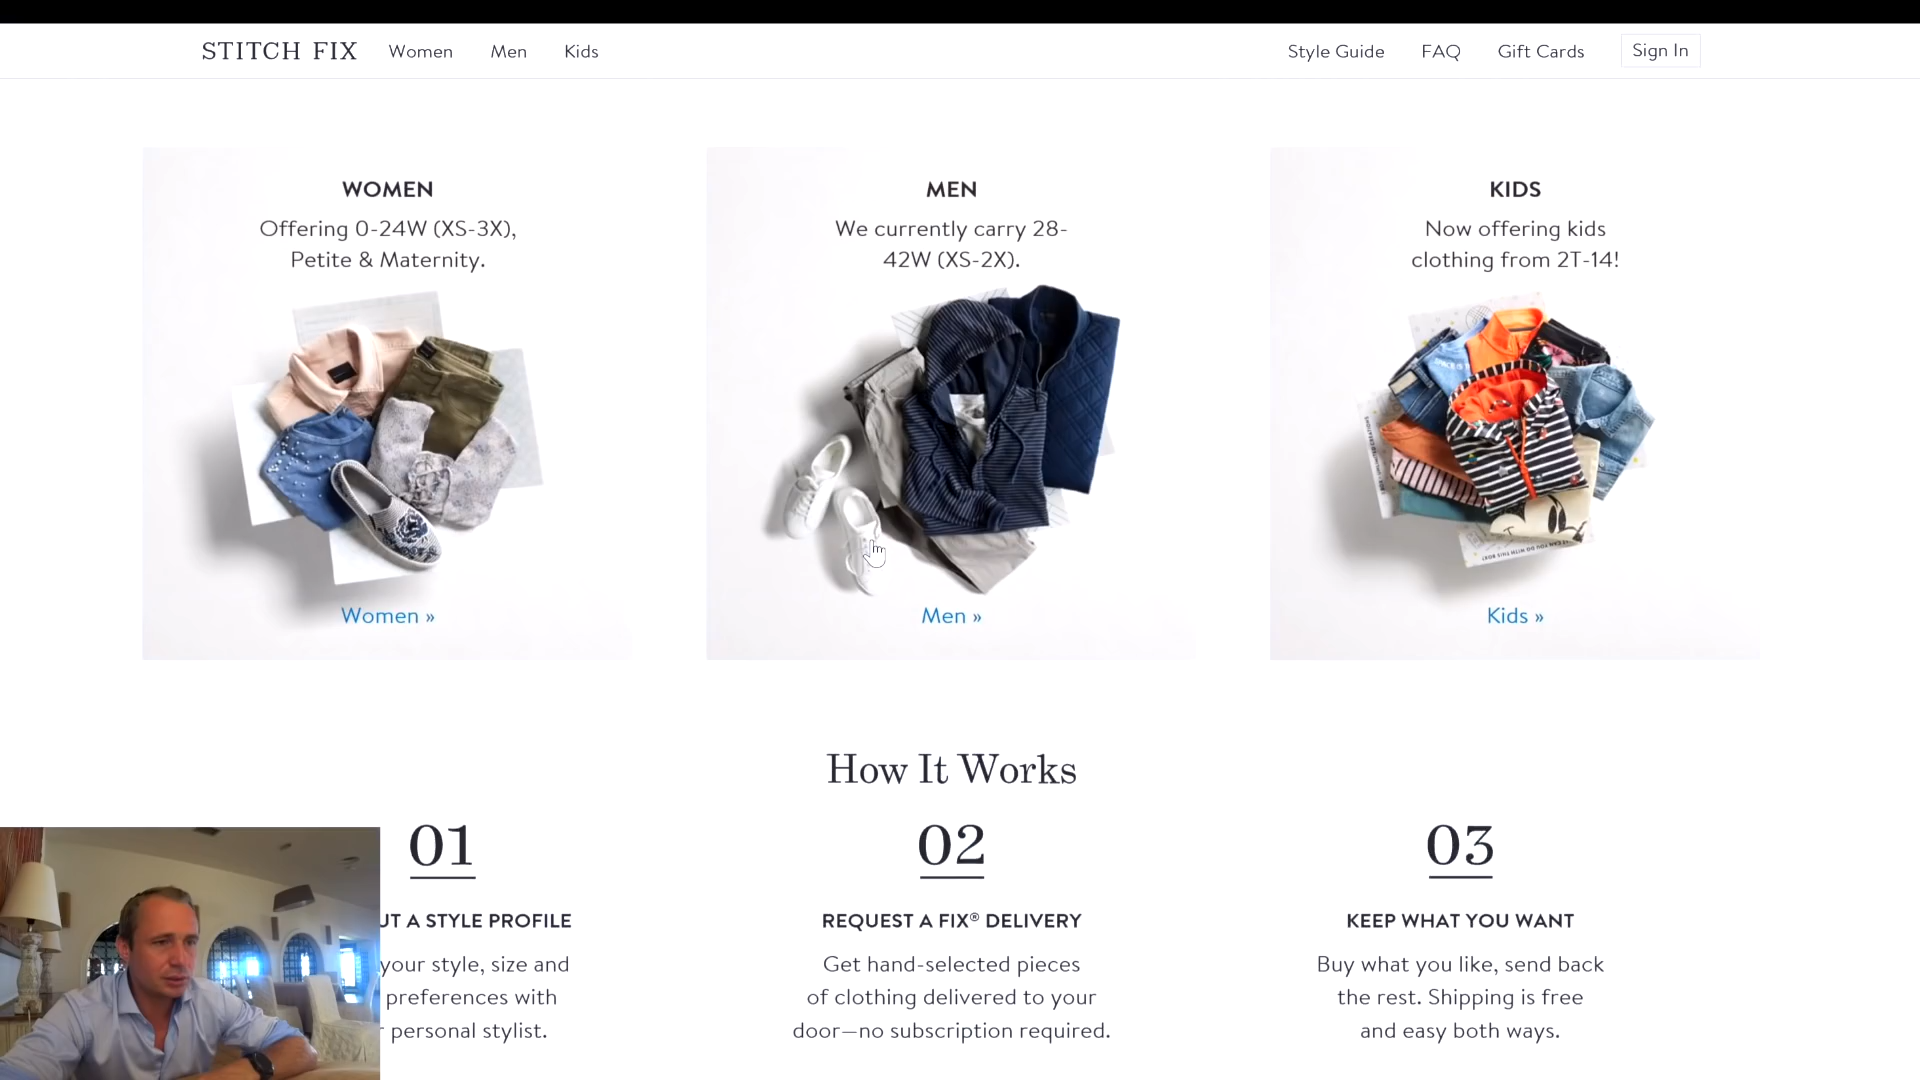 STITCH FIX Women Men Kids Style Guide FAQ Gift Cards Sign In
WOMEN
Offering 0-24W (XS-3X),
Petite & Maternity.
Women »
MEN
We currently carry 28-
42W (XS-2X).
Men »
KIDS
Now offering kids
clothing from 2T-14!
Kids »
How It Works
01
UT A STYLE PROFILE
your style, size and
preferences with
personal stylist.
02
REQUEST A FIX® DELIVERY
Get hand-selected pieces
of clothing delivered to your
door—no subscription required.
03
KEEP WHAT YOU WANT
Buy what you like, send back
the rest. Shipping is free
and easy both ways.